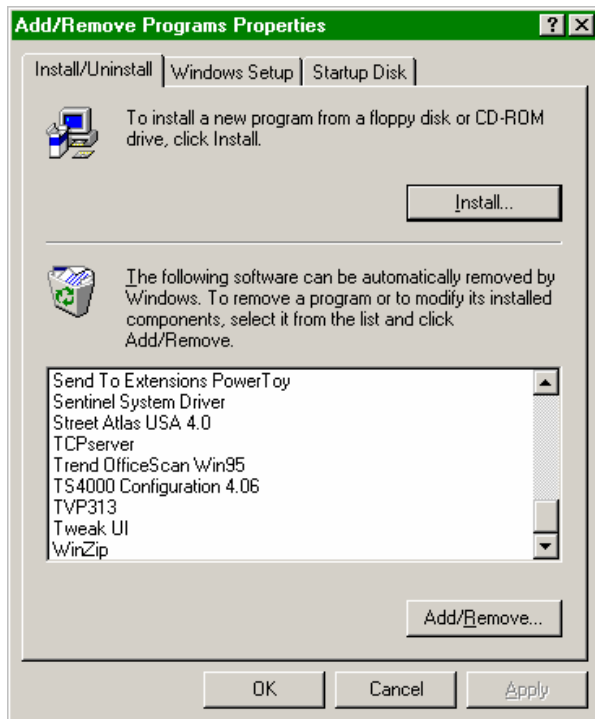 Add/Remove Programs Properties
Install/Uninstall
Windows Setup
Startup Disk
To install a new program from a floppy disk or CD-ROM
drive, click Install.
Install...
The following software can be automatically removed by
Windows. To remove a program or to modify its installed
components, select it from the list and click
Add/Remove.
Send To Extensions PowerToy
Sentinel System Driver
Street Atlas USA 4.0
TCPserver
Trend OfficeScan Win95
TS4000 Configuration 4.06
TVP313
Tweak UI
WinZip
Add/Remove...
OK
Cancel
Apply